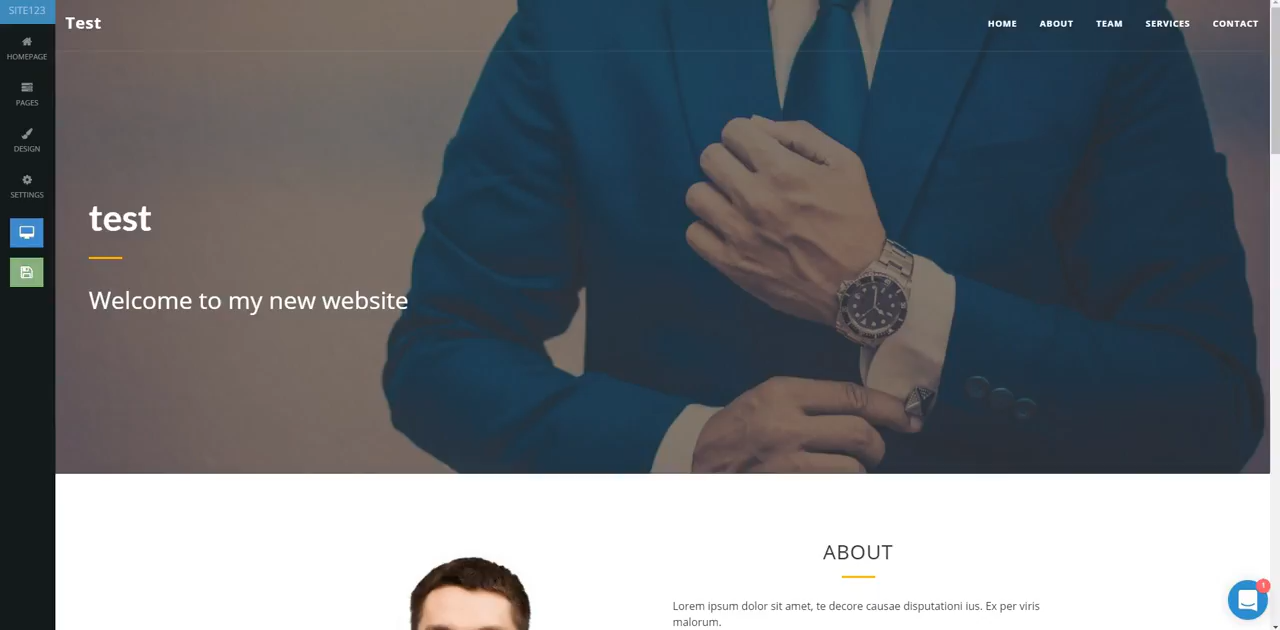 SITE123
Test
HOME ABOUT TEAM SERVICES CONTACT
HOMEPAGE
PAGES
DESIGN
SETTINGS
test
Welcome to my new website
ABOUT
Lorem ipsum dolor sit amet, te decore causae disputationi ius. Ex per viris
malorum.
1